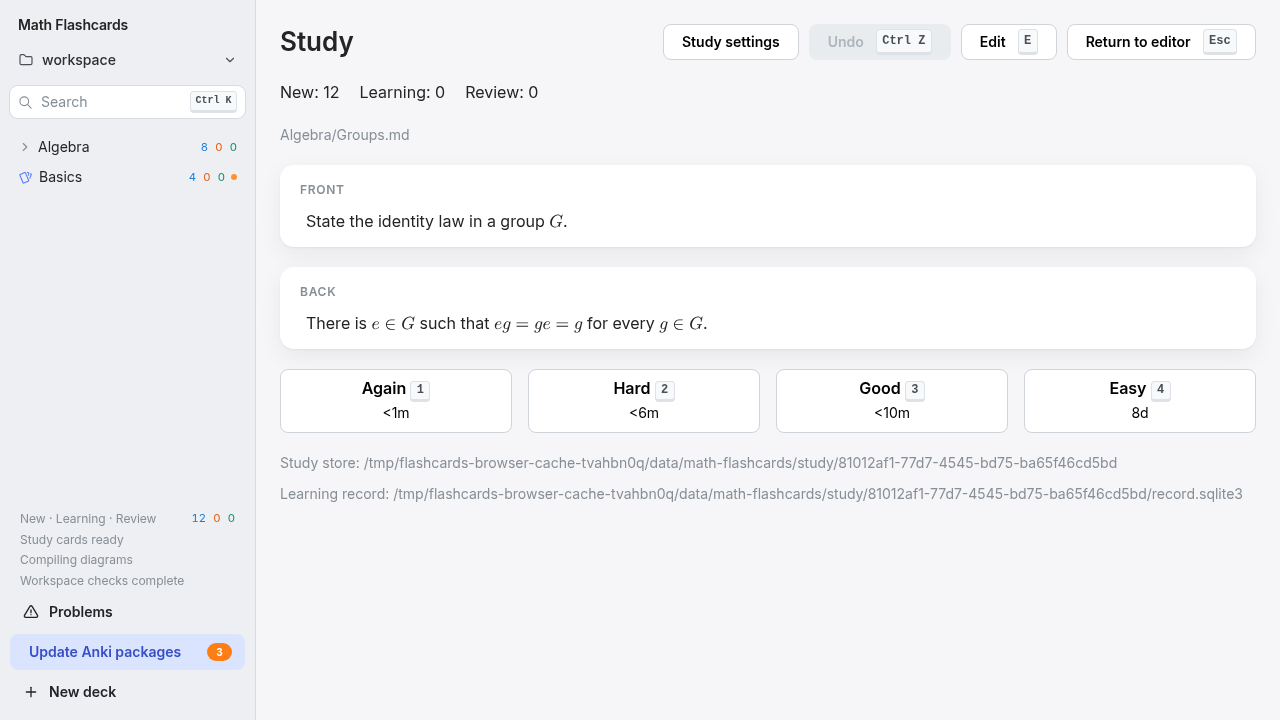 Math Flashcards
workspace
Search Ctrl K
Algebra 8 0 0
Basics 4 0 0
New · Learning · Review 12 0 0
Study cards ready
Compiling diagrams
Workspace checks complete
Problems
Update Anki packages 3
New deck
Study
Study settings
Undo Ctrl Z
Edit E
Return to editor Esc
New: 12 Learning: 0 Review: 0
Algebra/Groups.md
FRONT
State the identity law in a group G.
BACK
There is e ∈ G such that eg = ge = g for every g ∈ G.
Again 1
<1m
Hard 2
<6m
Good 3
<10m
Easy 4
8d
Study store: /tmp/flashcards-browser-cache-tvahbn0q/data/math-flashcards/study/81012af1-77d7-4545-bd75-ba65f46cd5bd
Learning record: /tmp/flashcards-browser-cache-tvahbn0q/data/math-flashcards/study/81012af1-77d7-4545-bd75-ba65f46cd5bd/record.sqlite3